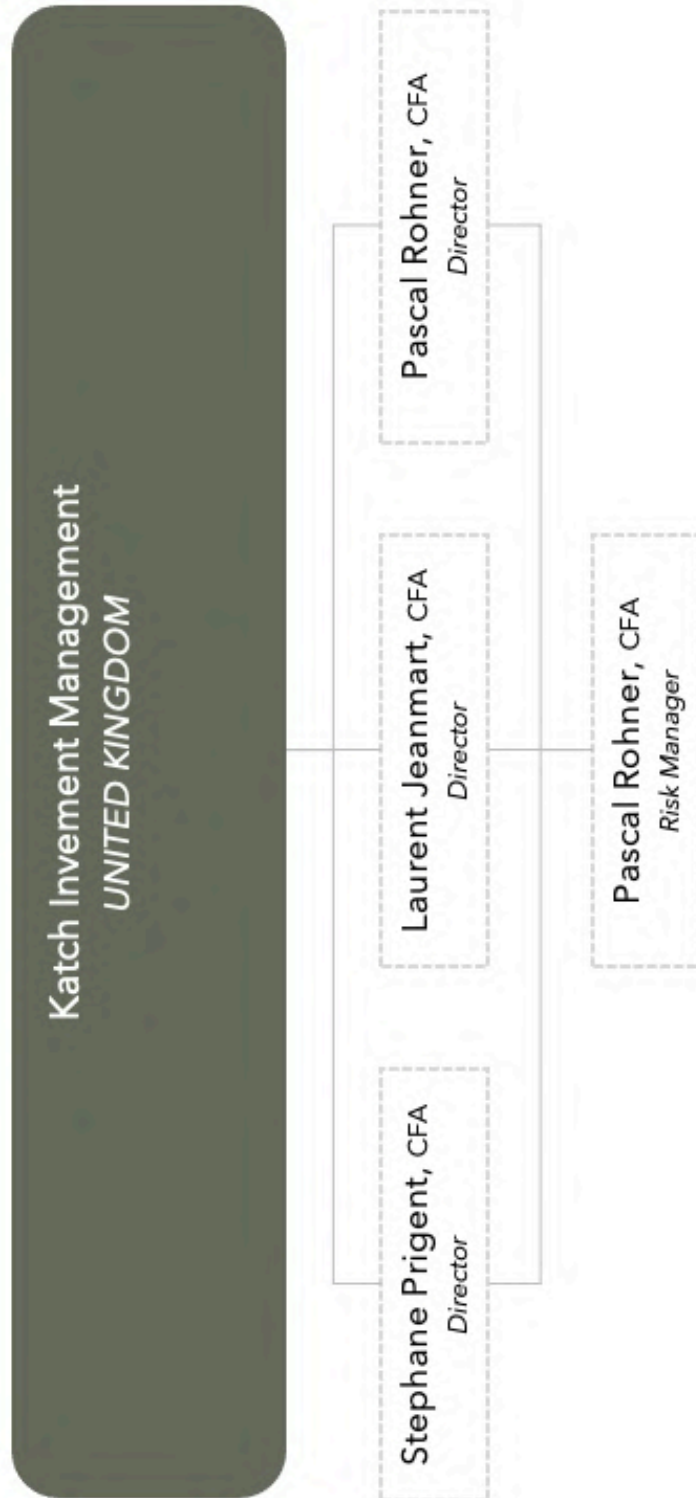 Katch Invement Management
UNITED KINGDOM
Stephane Prigent, CFA
Director
Laurent Jeanmart, CFA
Director
Pascal Rohner, CFA
Director
Pascal Rohner, CFA
Risk Manager